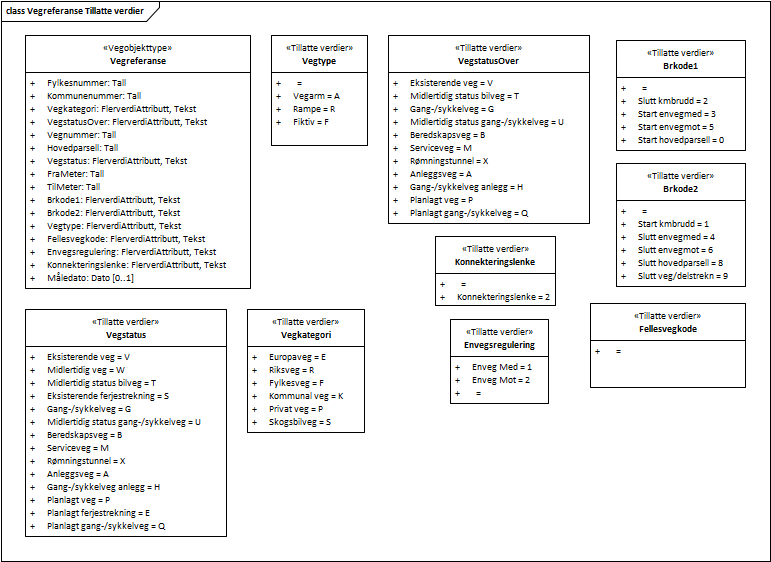 class Vegreferanse Tillatte verdier
«Vegobjekttype»
Vegreferanse
+ Fylkesnummer: Tall
+ Kommunenummer: Tall
+ Vegkategori: FlerverdiAttributt, Tekst
+ VegstatusOver: FlerverdiAttributt, Tekst
+ Vegnummer: Tall
+ Hovedparsell: Tall
+ Vegstatus: FlerverdiAttributt, Tekst
+ FraMeter: Tall
+ TilMeter: Tall
+ Brkode1: FlerverdiAttributt, Tekst
+ Brkode2: FlerverdiAttributt, Tekst
+ Vegtype: FlerverdiAttributt, Tekst
+ Fellesvegkode: FlerverdiAttributt, Tekst
+ Envegsregulering: FlerverdiAttributt, Tekst
+ Konnekteringslenke: FlerverdiAttributt, Tekst
+ Måledato: Dato [0..1]
«Tillatte verdier»
Vegtype
+ =
+ Vegarm = A
+ Rampe = R
+ Fiktiv = F
«Tillatte verdier»
VegstatusOver
+ Eksisterende veg = V
+ Midlertidig status bilveg = T
+ Gang-/sykkelveg = G
+ Midlertidig status gang-/sykkelveg = U
+ Beredskapsveg = B
+ Serviceveg = M
+ Rømningstunnel = X
+ Anleggsveg = A
+ Gang-/sykkelveg anlegg = H
+ Planlagt veg = P
+ Planlagt gang-/sykkelveg = Q
«Tillatte verdier»
Brkode1
+ =
+ Slutt kmbrudd = 2
+ Start envegmed = 3
+ Start envegmot = 5
+ Start hovedparsell = 0
«Tillatte verdier»
Brkode2
+ =
+ Start kmbrudd = 1
+ Slutt envegmed = 4
+ Slutt envegmot = 6
+ Slutt hovedparsell = 8
+ Slutt veg/delstrekn = 9
«Tillatte verdier»
Konnekteringslenke
+ =
+ Konnekteringslenke = 2
«Tillatte verdier»
Vegstatus
+ Eksisterende veg = V
+ Midlertidig veg = W
+ Midlertidig status bilveg = T
+ Eksisterende ferjestrekning = S
+ Gang-/sykkelveg = G
+ Midlertidig status gang-/sykkelveg = U
+ Beredskapsveg = B
+ Serviceveg = M
+ Rømningstunnel = X
+ Anleggsveg = A
+ Gang-/sykkelveg anlegg = H
+ Planlagt veg = P
+ Planlagt ferjestrekning = E
+ Planlagt gang-/sykkelveg = Q
«Tillatte verdier»
Vegkategori
+ Europaveg = E
+ Riksveg = R
+ Fylkesveg = F
+ Kommunal veg = K
+ Privat veg = P
+ Skogsbilveg = S
«Tillatte verdier»
Envegsregulering
+ Enveg Med = 1
+ Enveg Mot = 2
+ =
«Tillatte verdier»
Fellesvegkode
+ =